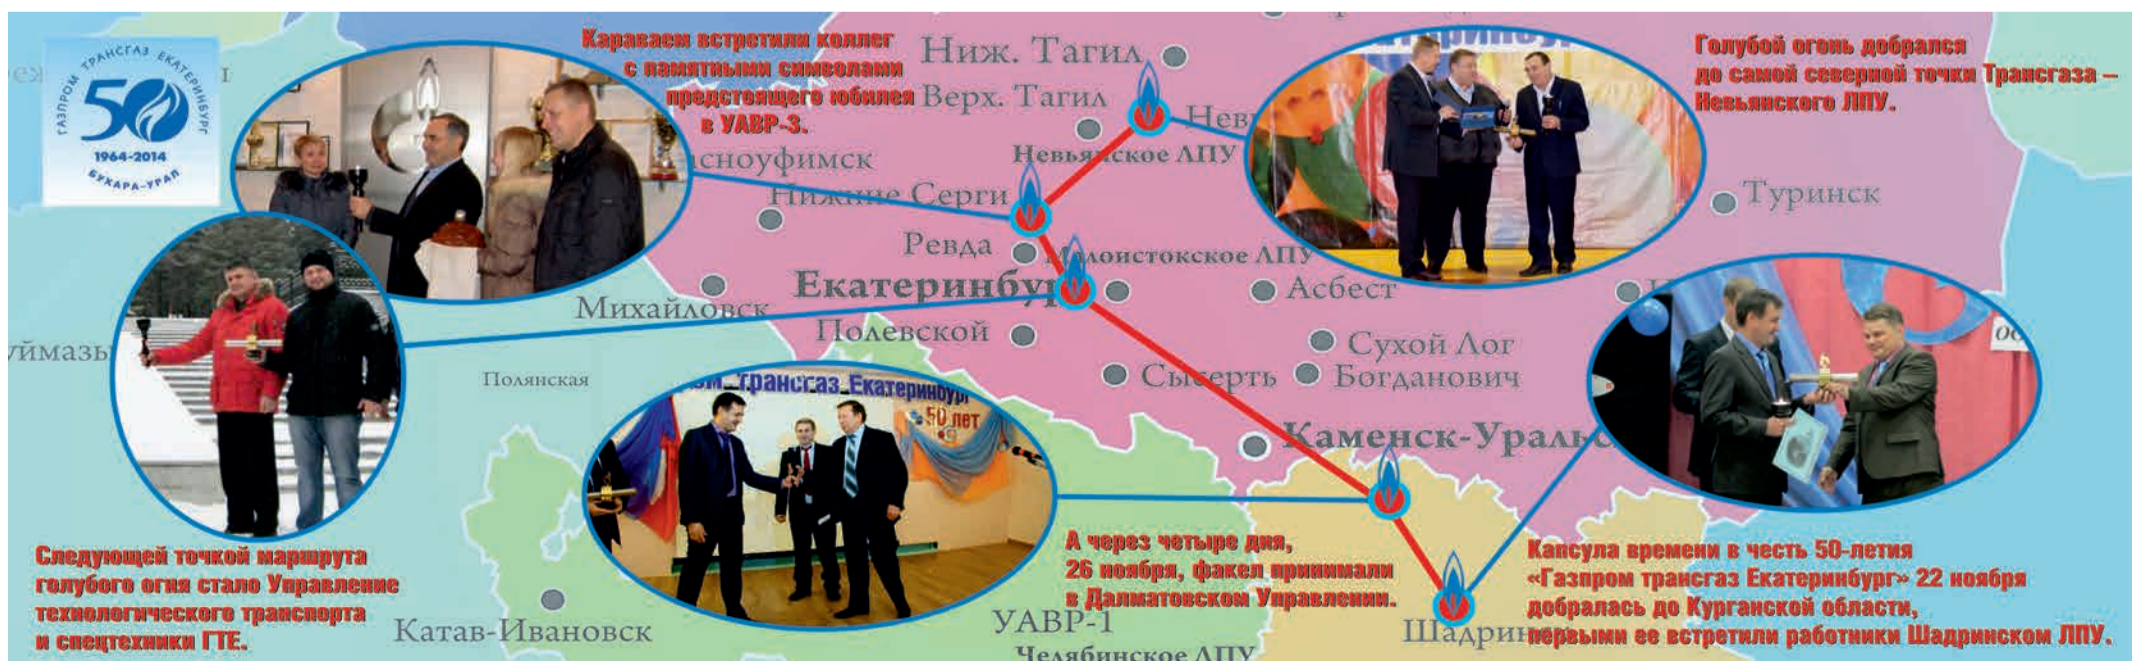 ГАЗПРОМ ТРАНСГАЗ ЕКАТЕРИНБУРГ
50
1964-2014
БУХАРА-УРАЛ
Караваем встретили коллег
с памятными символами
предстоящего юбилея
в УАВР-3.
Голубой огонь добрался
до самой северной точки Трансгаза –
Невьянского ЛПУ.
Ниж. Тагил
Верх. Тагил
Невьянское ЛПУ
Нижние Серги
Туринск
Ревда
Малоистокское ЛПУ
Екатеринбург
Асбест
Михайловск
Полевской
Сухой Лог
Полянская
Сысерть
Богданович
трансгаз Екатеринбург
50 лет
Каменск-Уральс
Следующей точкой маршрута
голубого огня стало Управление
технологического транспорта
и спецтехники ГТЕ.
А через четыре дня,
26 ноября, факел принимали
в Далматовском Управлении.
Капсула времени в честь 50-летия
«Газпром трансгаз Екатеринбург» 22 ноября
добралась до Курганской области,
первыми ее встретили работники Шадринском ЛПУ.
Катав-Ивановск
УАВР-1
Челябинское ЛПУ
Шадринск